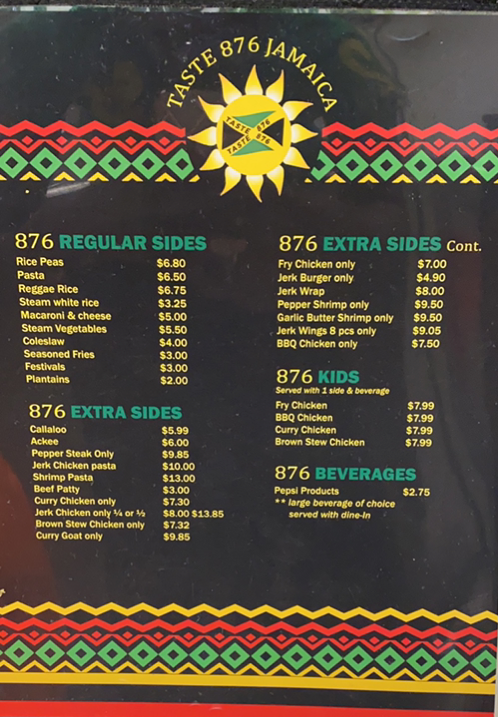 TASTE 876 JAMAICA
TASTE 876
TASTE 876
876 REGULAR SIDES
Rice Peas $6.80
Pasta $6.50
Reggae Rice $6.75
Steam white rice $3.25
Macaroni & cheese $5.00
Steam Vegetables $5.50
Coleslaw $4.00
Seasoned Fries $3.00
Festivals $3.00
Plantains $2.00
876 EXTRA SIDES
Callaloo $5.99
Ackee $6.00
Pepper Steak Only $9.85
Jerk Chicken pasta $10.00
Shrimp Pasta $13.00
Beef Patty $3.00
Curry Chicken only $7.30
Jerk Chicken only ¼ or ½ $8.00 $13.85
Brown Stew Chicken only $7.32
Curry Goat only $9.85
876 EXTRA SIDES Cont.
Fry Chicken only $7.00
Jerk Burger only $4.90
Jerk Wrap $8.00
Pepper Shrimp only $9.50
Garlic Butter Shrimp only $9.50
Jerk Wings 8 pcs only $9.05
BBQ Chicken only $7.50
876 KIDS
Served with 1 side & beverage
Fry Chicken $7.99
BBQ Chicken $7.99
Curry Chicken $7.99
Brown Stew Chicken $7.99
876 BEVERAGES
Pepsi Products $2.75
** large beverage of choice
served with dine-In